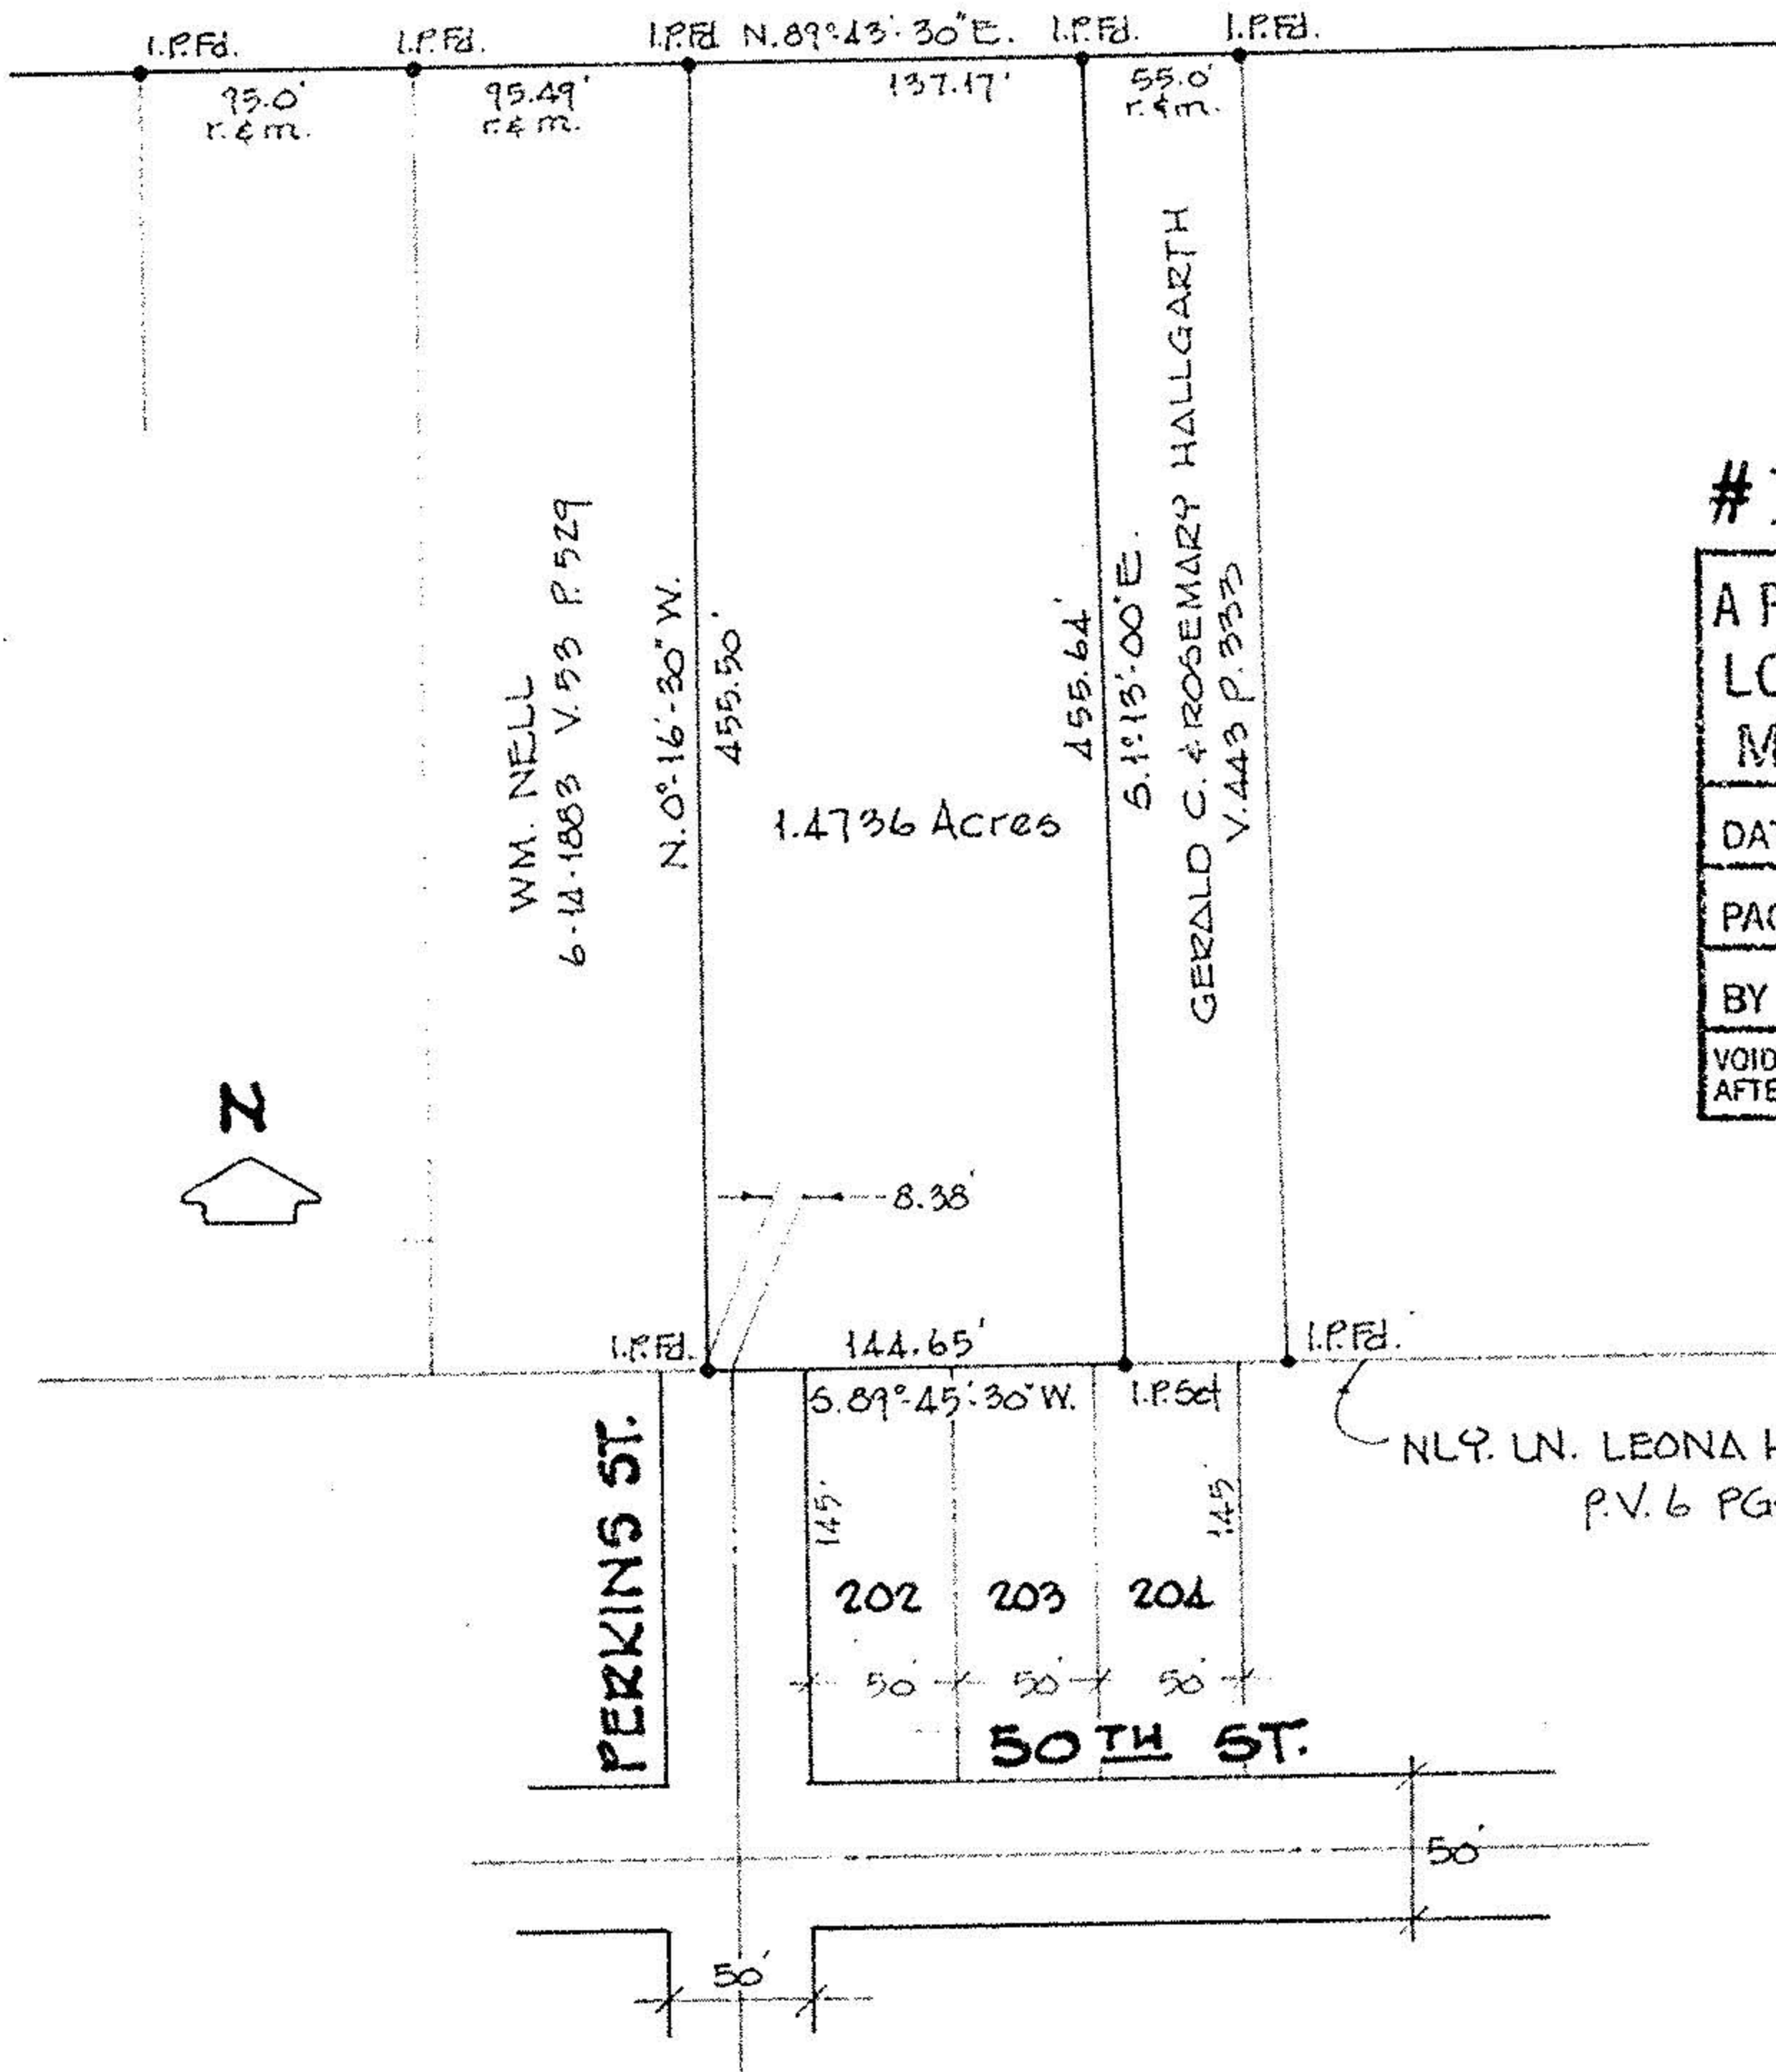 I.P.Fd.
I.P.Fd.
I.P.Fd N.89°-43'-30"E.
I.P.Fd.
I.P.Fd.
95.0'
r.&m.
95.49'
r.&m.
137.17'
55.0'
r.&m.
WM. NELL
6-14-1883 V.53 P.529
N.0°-16'-30"W.
455.50'
1.4736 Acres
455.64'
S.1°-13'-00"E.
GERALD C. & ROSEMARY HALLGARTH
V.443 P.333
#
A P
LO
M
DAT
PAG
BY
VOID
AFTE
N
8.38'
I.P.Fd.
144.65'
I.P.Fd.
S.89°-45'-30"W.
I.P.Set
NLY. LN. LEONA H
P.V. 6 PG
PERKINS ST.
145'
145'
202
203
204
50'
50'
50'
50TH ST.
50'
50'